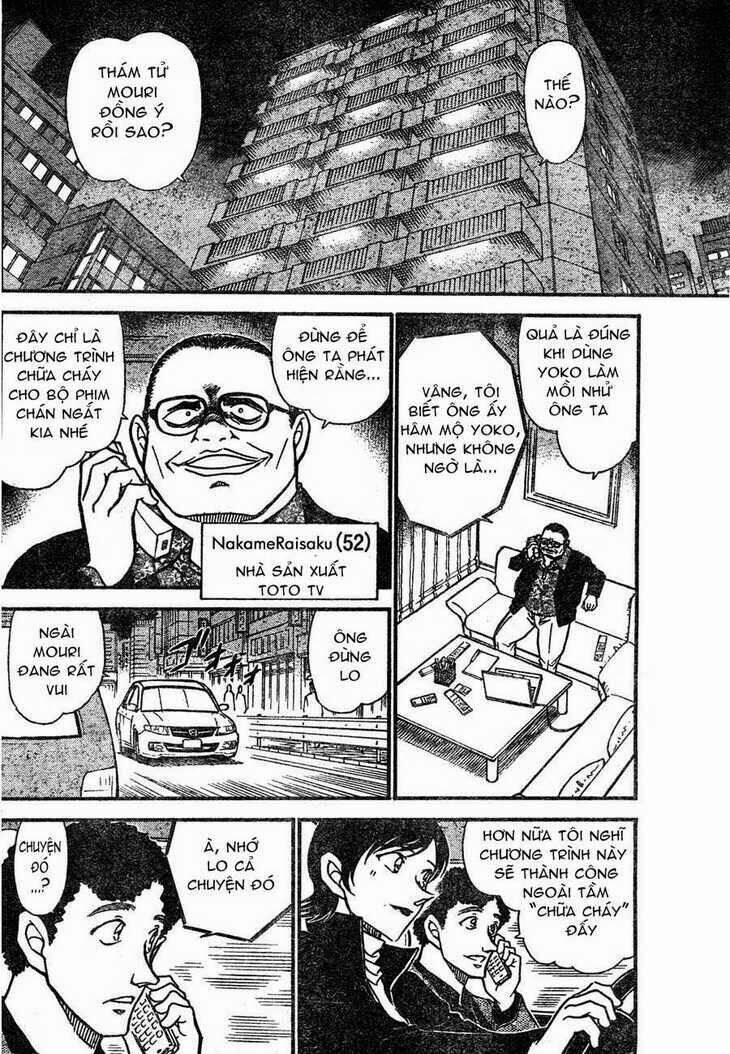 THẾ
NÀO?
THÁM TỬ
MOURI
ĐỒNG Ý
RỒI SAO?
QUẢ LÀ ĐÚNG
KHI DÙNG
YOKO LÀM
MỒI NHỬ
ÔNG TA
VÂNG, TÔI
BIẾT ÔNG ẤY
HÂM MỘ YOKO,
NHƯNG KHÔNG
NGỜ LÀ...
ĐỪNG ĐỂ
ÔNG TA PHÁT
HIỆN RẰNG...
ĐÂY CHỈ LÀ
CHƯƠNG TRÌNH
CHỮA CHÁY
CHO BỘ PHIM
CHÁN NGẮT
KIA NHÉ
NakameRaisaku (52)
NHÀ SẢN XUẤT
TOTO TV
ÔNG ĐỪNG
LO
NGÀI
MOURI
ĐANG RẤT
VUI
HƠN NỮA TÔI NGHĨ
CHƯƠNG TRÌNH NÀY
SẼ THÀNH CÔNG
NGOÀI TẦM
“CHỮA CHÁY”
ĐẤY
À, NHỚ
LO CẢ
CHUYỆN ĐÓ
CHUYỆN
ĐÓ
....?